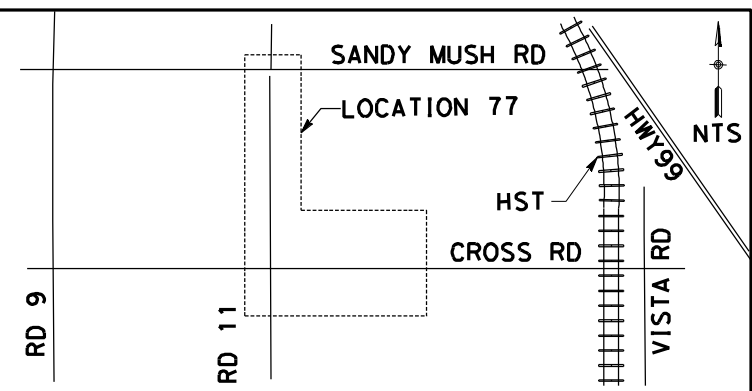 SANDY MUSH RD
LOCATION 77
HWY99
NTS
HST
CROSS RD
RD 9
RD 11
VISTA RD